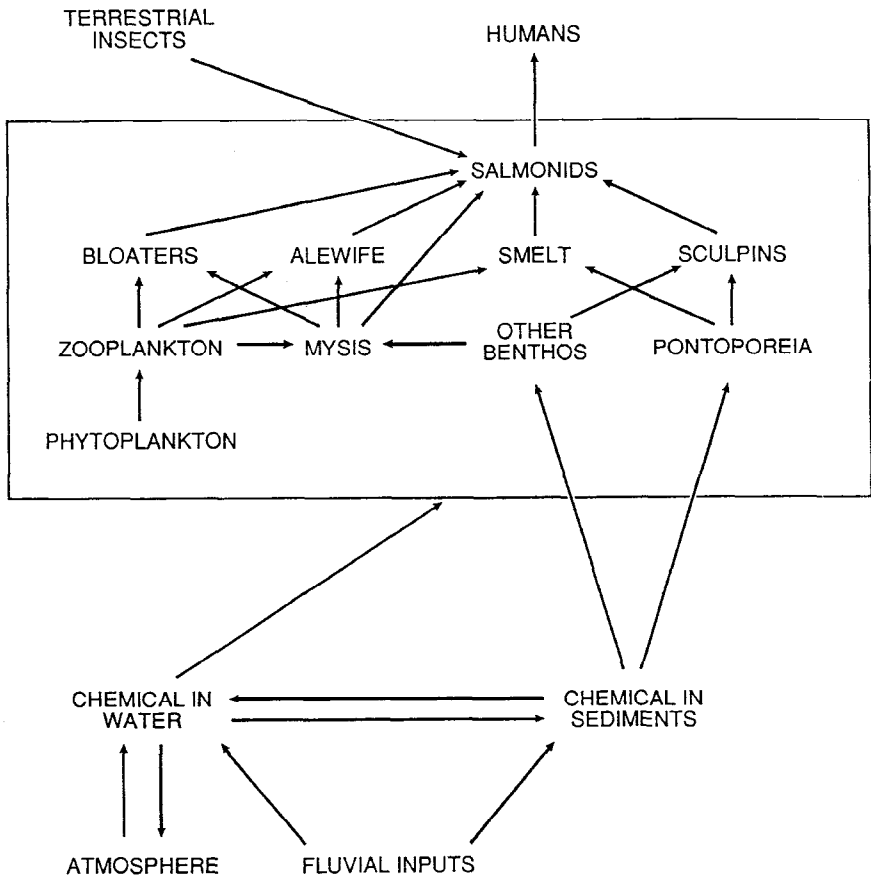 TERRESTRIAL
INSECTS
HUMANS
SALMONIDS
BLOATERS
ALEWIFE
SMELT
SCULPINS
ZOOPLANKTON
MYSIS
OTHER
BENTHOS
PONTOPOREIA
PHYTOPLANKTON
CHEMICAL IN
WATER
CHEMICAL IN
SEDIMENTS
ATMOSPHERE
FLUVIAL INPUTS